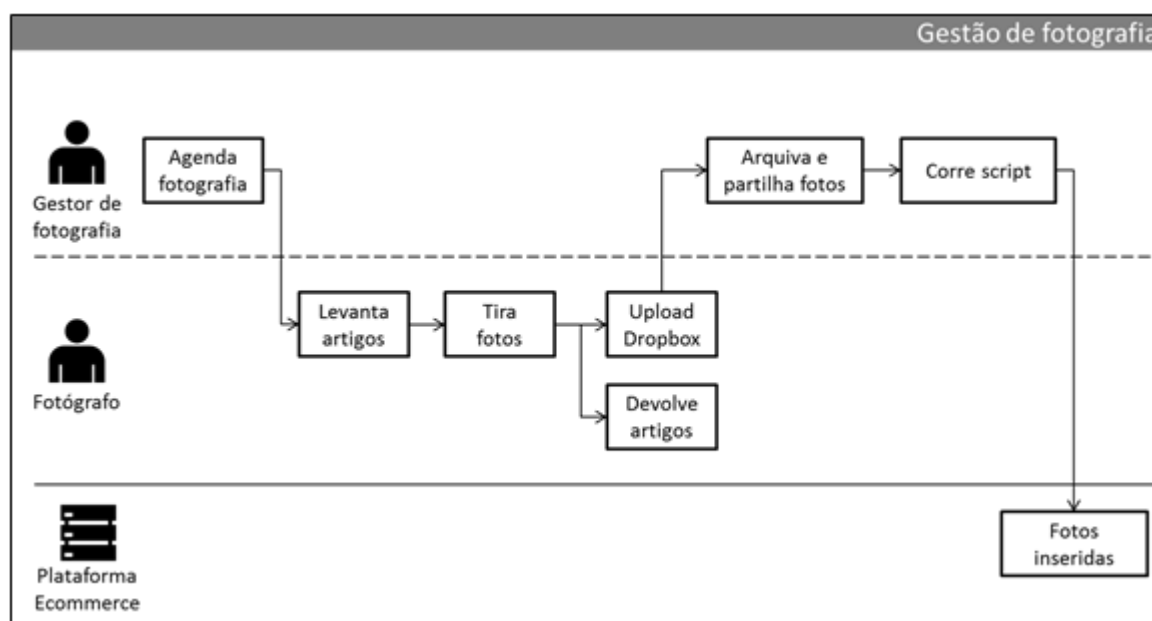 Gestão de fotografia
Agenda
fotografia
Arquiva e
partilha fotos
Corre script
Gestor de
fotografia
Levanta
artigos
Tira
fotos
Upload
Dropbox
Fotógrafo
Devolve
artigos
Fotos
inseridas
Plataforma
Ecommerce